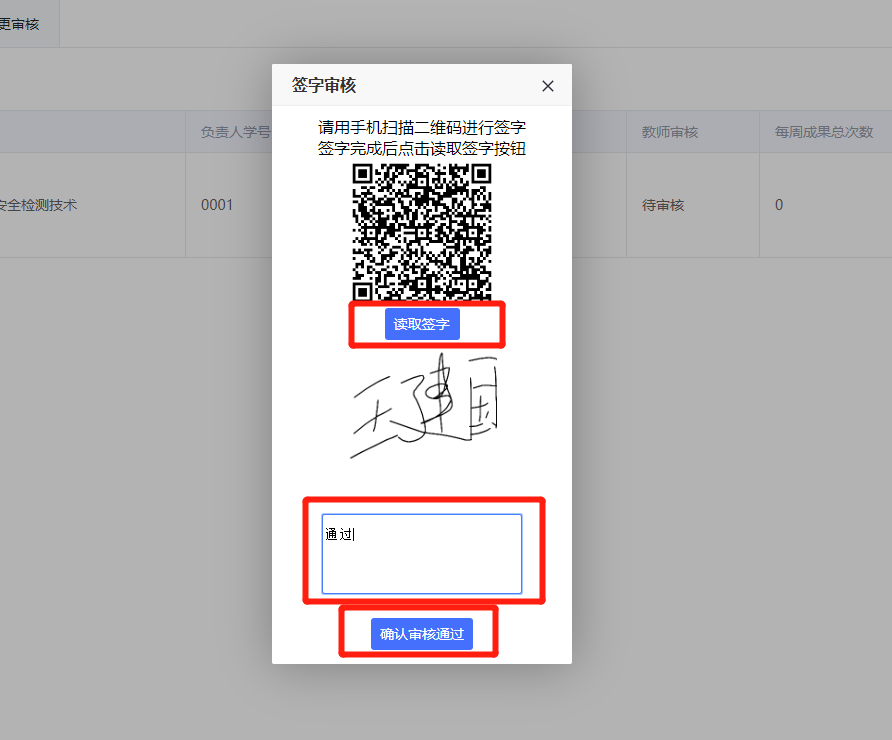 更审核
签字审核
请用手机扫描二维码进行签字
签字完成后点击读取签字按钮
负责人学号
教师审核
每周成果总次数
安全检测技术
0001
待审核
0
读取签字
王建国
通过
确认审核通过